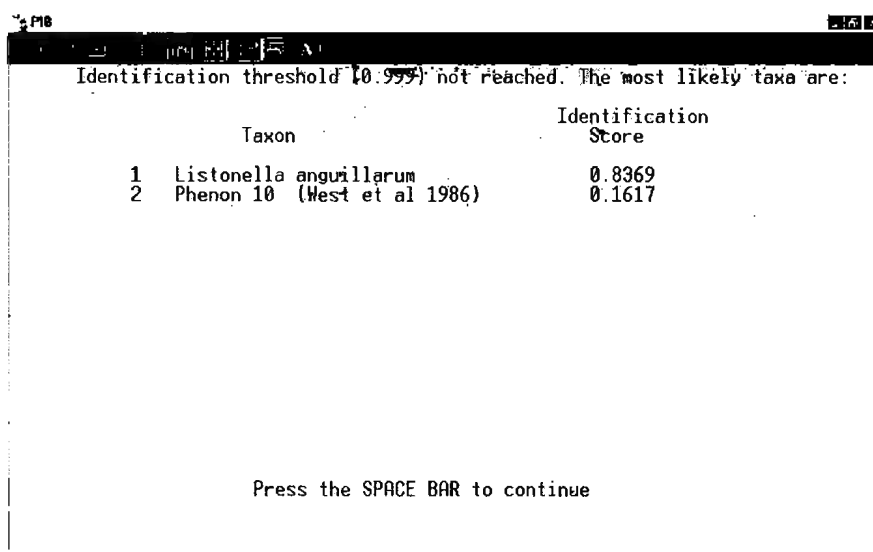 PIB
Identification threshold (0.999) not reached. The most likely taxa are:
Identification
Taxon Score
1 Listonella anguillarum 0.8369
2 Phenon 10 (West et al 1986) 0.1617
Press the SPACE BAR to continue